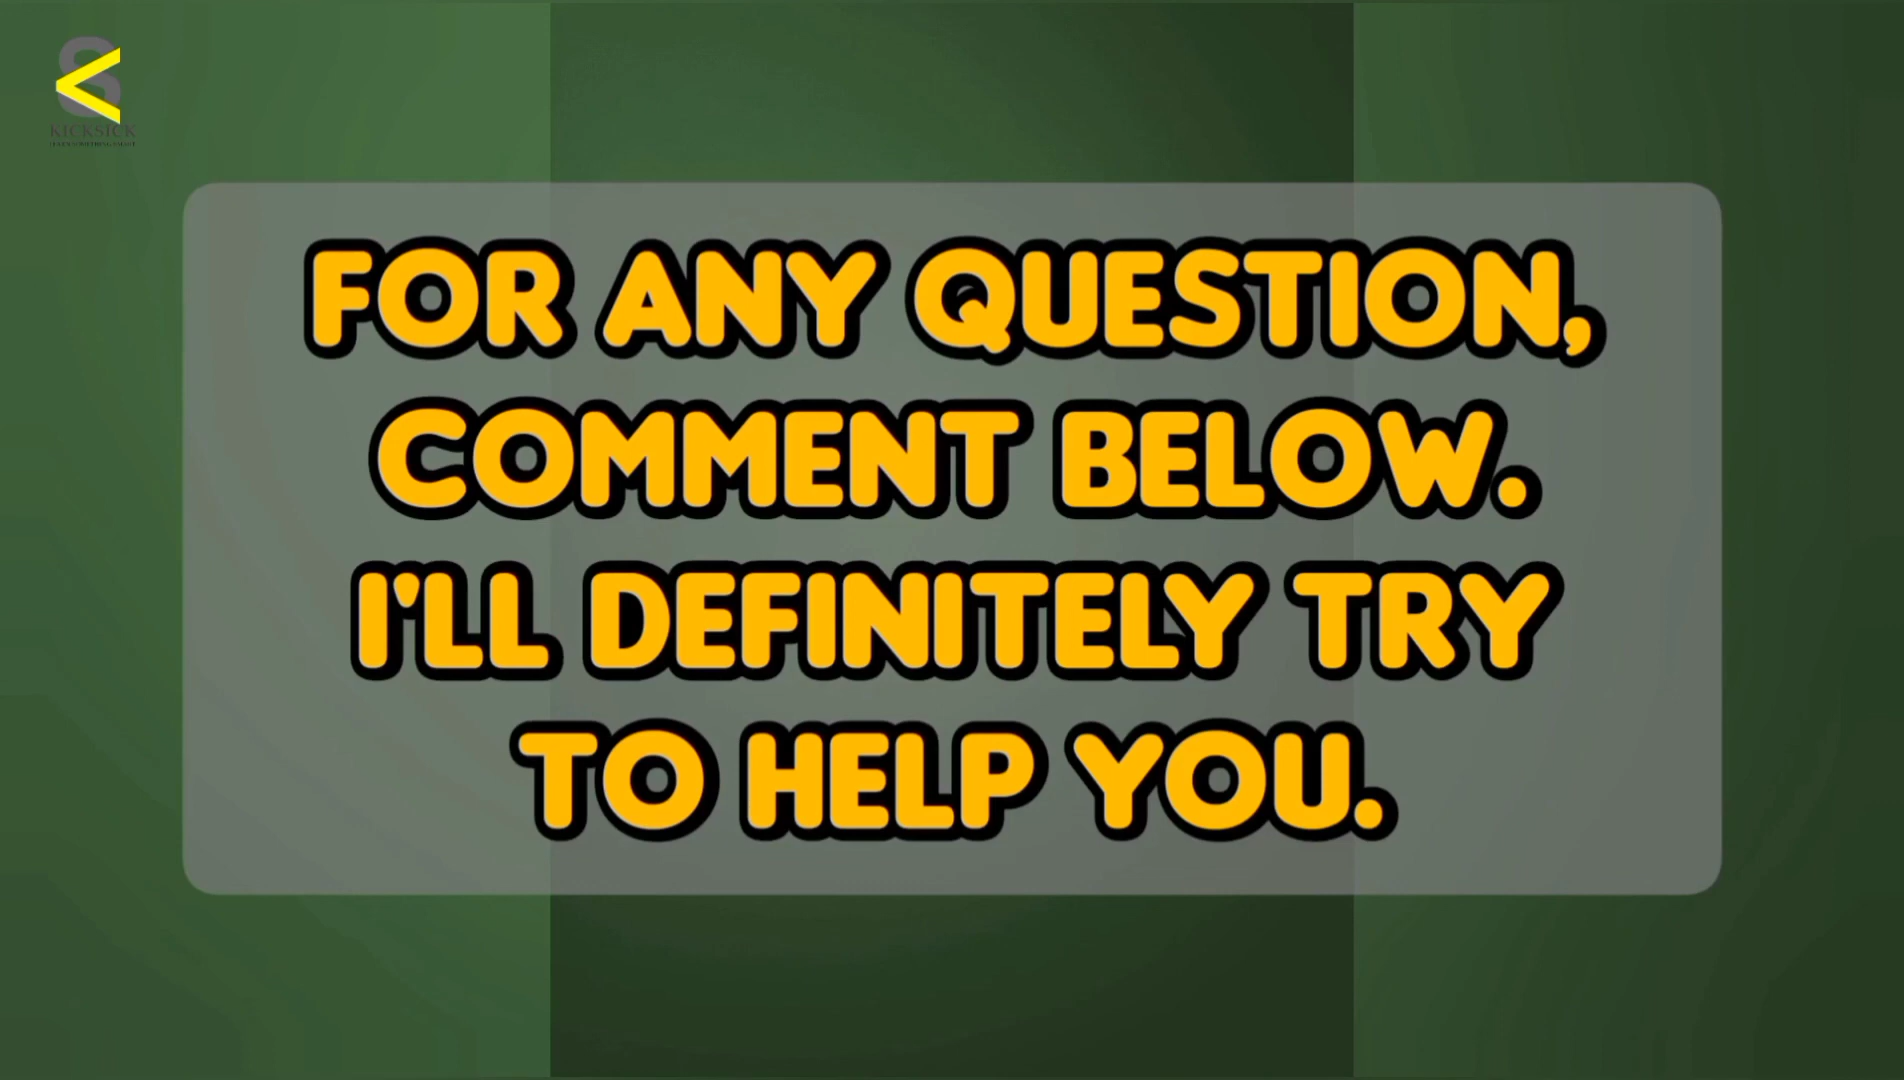 KICKSICK
FOR ANY QUESTION,
COMMENT BELOW.
I'LL DEFINITELY TRY
TO HELP YOU.